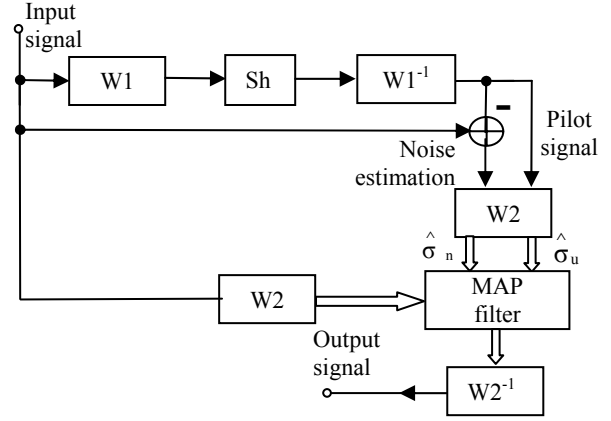 Input
signal
W1
Sh
W1⁻¹
−
Pilot
signal
Noise
estimation
W2
σ̂ n
σ̂ u
W2
MAP
filter
Output
signal
W2⁻¹